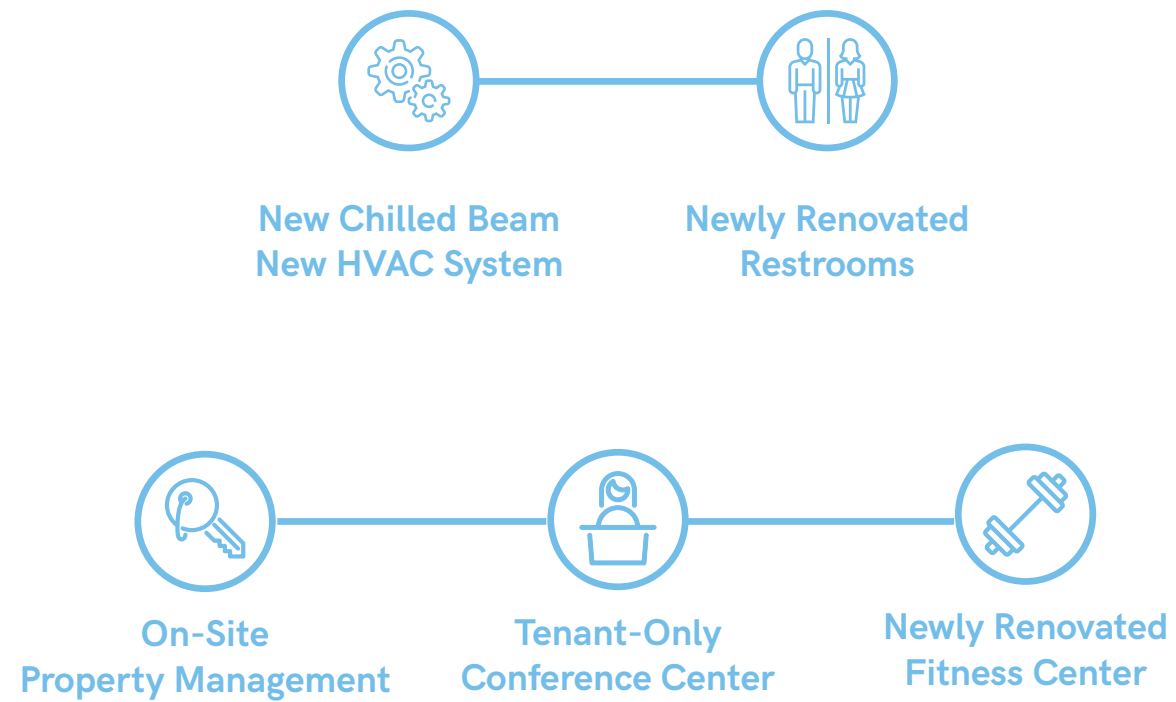 New Chilled Beam
New HVAC System
Newly Renovated
Restrooms
On-Site
Property Management
Tenant-Only
Conference Center
Newly Renovated
Fitness Center